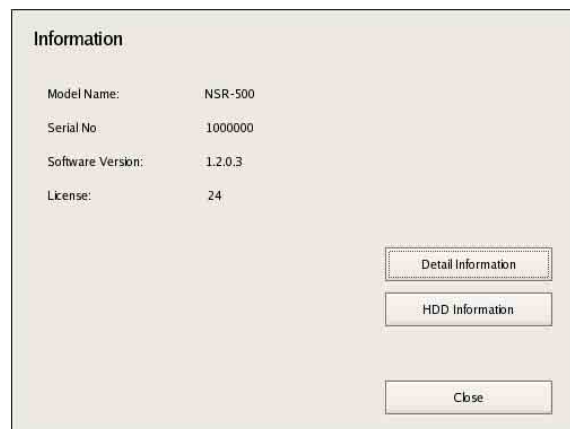 Information
Model Name: NSR-500
Serial No 1000000
Software Version: 1.2.0.3
License: 24
Detail Information
HDD Information
Close